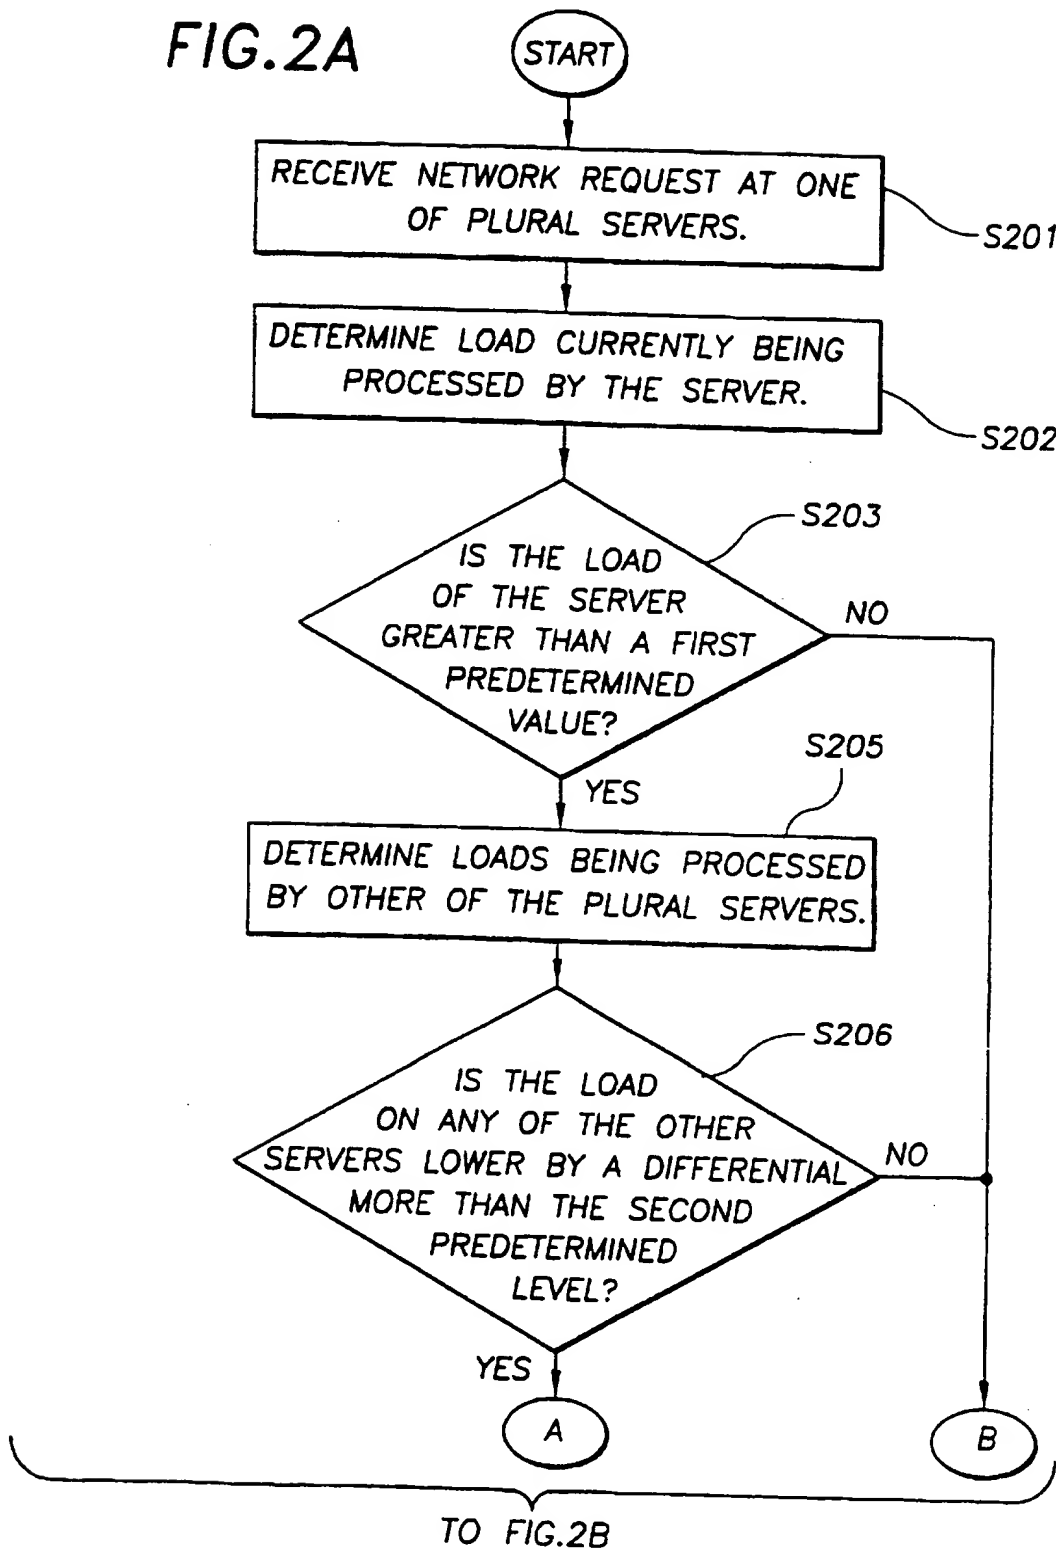 FIG.2A
START
RECEIVE NETWORK REQUEST AT ONE
OF PLURAL SERVERS.
S201
DETERMINE LOAD CURRENTLY BEING
PROCESSED BY THE SERVER.
S202
S203
IS THE LOAD
OF THE SERVER
GREATER THAN A FIRST
PREDETERMINED
VALUE?
NO
YES
S205
DETERMINE LOADS BEING PROCESSED
BY OTHER OF THE PLURAL SERVERS.
S206
IS THE LOAD
ON ANY OF THE OTHER
SERVERS LOWER BY A DIFFERENTIAL
MORE THAN THE SECOND
PREDETERMINED
LEVEL?
NO
YES
A
B
TO FIG.2B